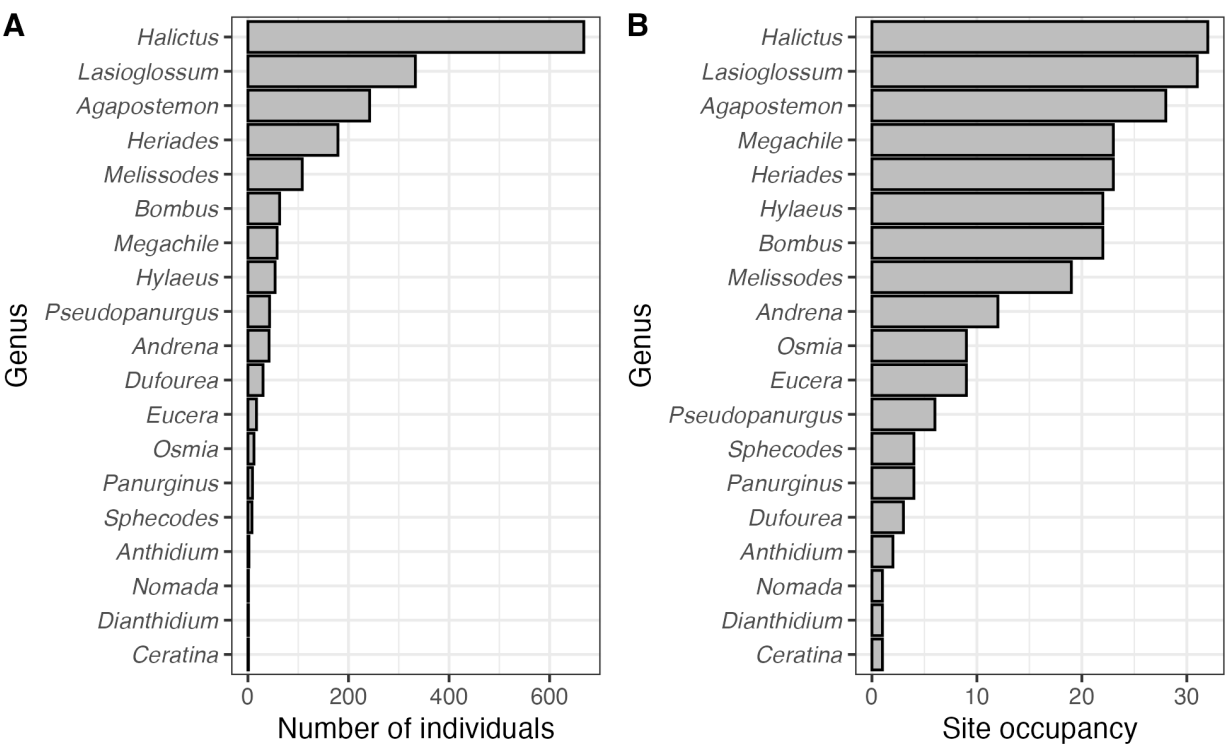 A
Genus
Halictus
Lasioglossum
Agapostemon
Heriades
Melissodes
Bombus
Megachile
Hylaeus
Pseudopanurgus
Andrena
Dufourea
Eucera
Osmia
Panurginus
Sphecodes
Anthidium
Nomada
Dianthidium
Ceratina
0 200 400 600
Number of individuals
B
Genus
Halictus
Lasioglossum
Agapostemon
Megachile
Heriades
Hylaeus
Bombus
Melissodes
Andrena
Osmia
Eucera
Pseudopanurgus
Sphecodes
Panurginus
Dufourea
Anthidium
Nomada
Dianthidium
Ceratina
0 10 20 30
Site occupancy